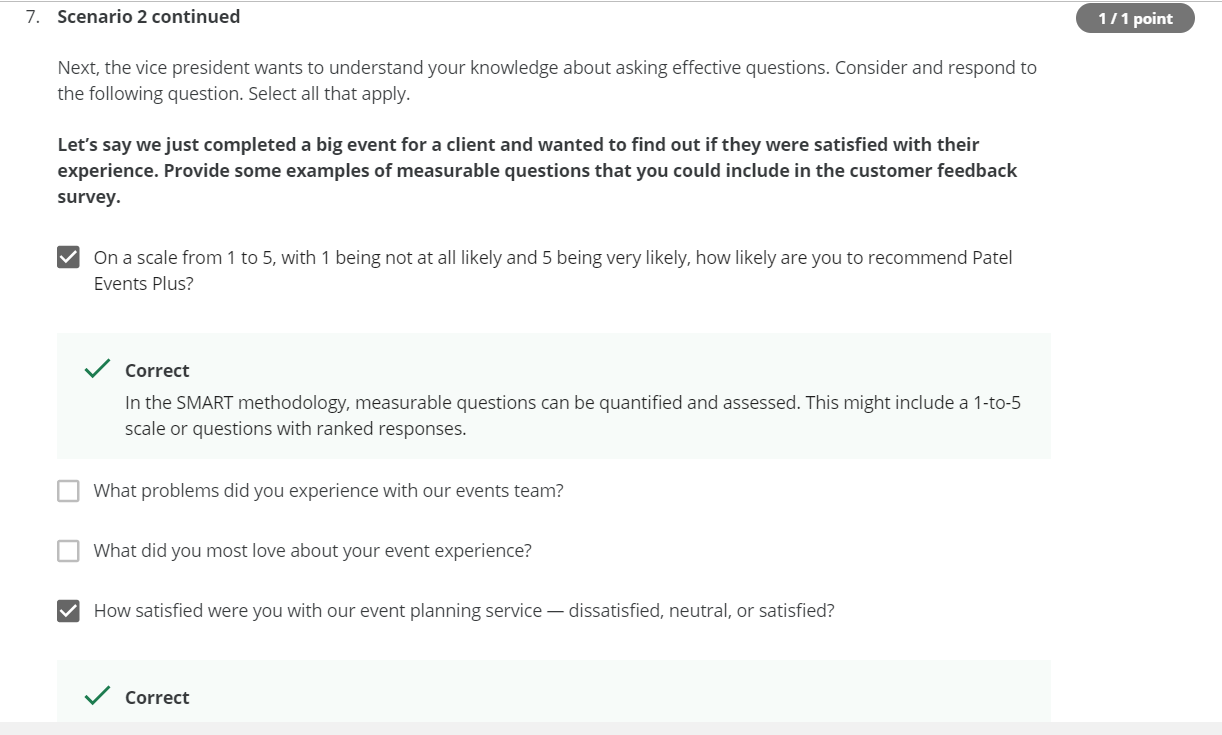 7. Scenario 2 continued
1 / 1 point
Next, the vice president wants to understand your knowledge about asking effective questions. Consider and respond to
the following question. Select all that apply.
Let’s say we just completed a big event for a client and wanted to find out if they were satisfied with their
experience. Provide some examples of measurable questions that you could include in the customer feedback
survey.
On a scale from 1 to 5, with 1 being not at all likely and 5 being very likely, how likely are you to recommend Patel
Events Plus?
Correct
In the SMART methodology, measurable questions can be quantified and assessed. This might include a 1-to-5
scale or questions with ranked responses.
What problems did you experience with our events team?
What did you most love about your event experience?
How satisfied were you with our event planning service — dissatisfied, neutral, or satisfied?
Correct